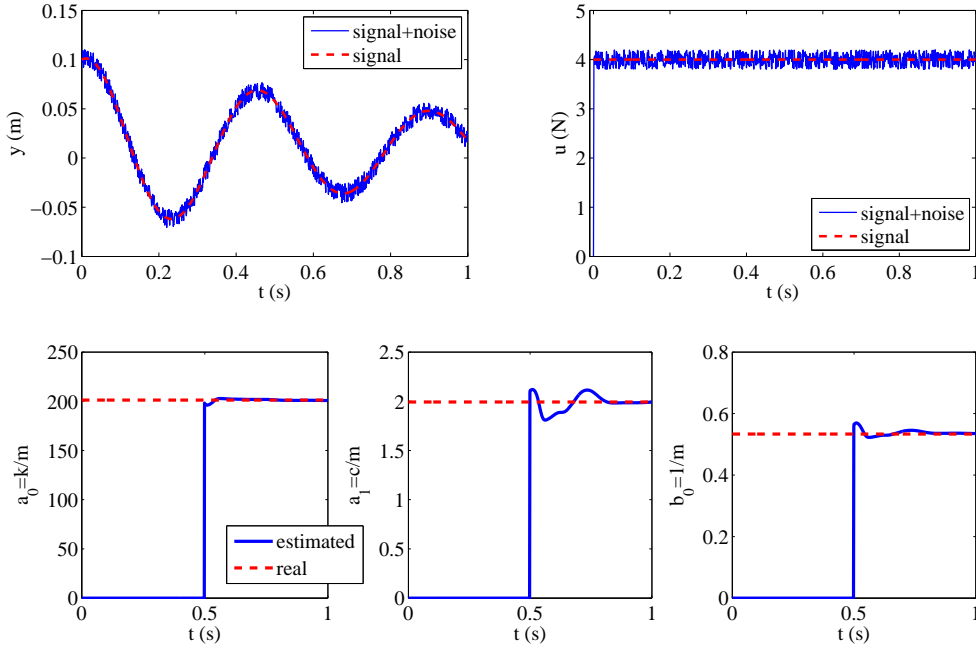 0.15
0.1
0.05
0
−0.05
−0.1
y (m)
0 0.2 0.4 0.6 0.8 1
t (s)
signal+noise
signal
5
4
3
2
1
0
u (N)
0 0.2 0.4 0.6 0.8 1
t (s)
signal+noise
signal
250
200
150
100
50
0
a0=k/m
0 0.5 1
t (s)
estimated
real
2.5
2
1.5
1
0.5
0
a1=c/m
0 0.5 1
t (s)
0.8
0.6
0.4
0.2
0
b0=1/m
0 0.5 1
t (s)